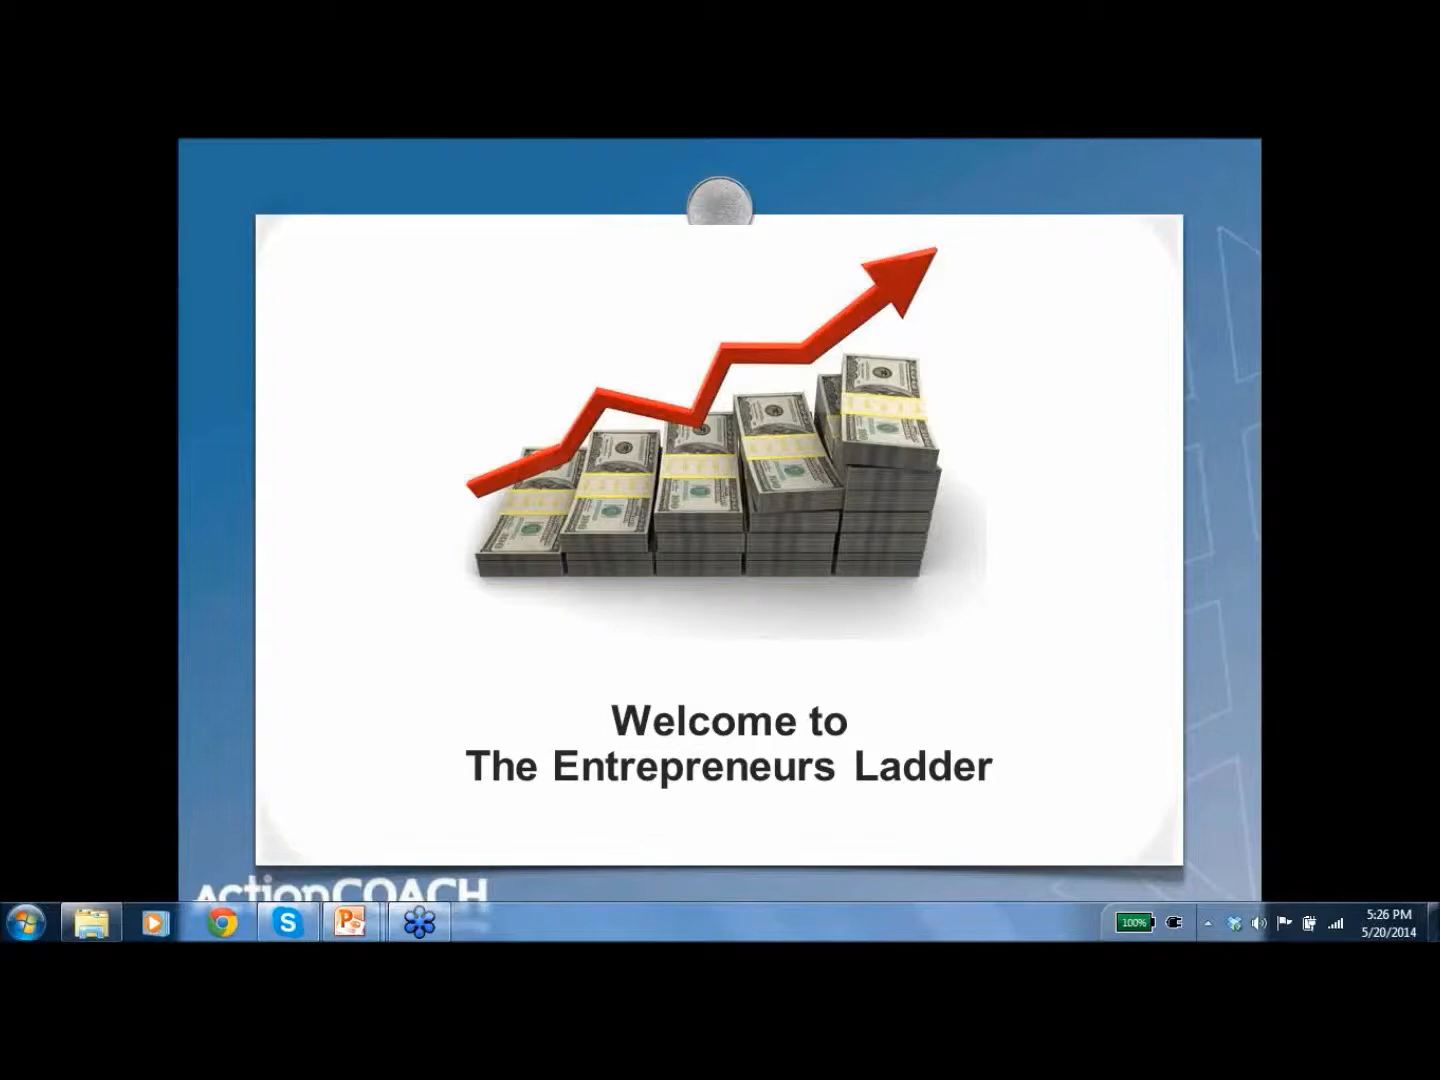 Welcome to
The Entrepreneurs Ladder
actionCOACH
100%
5:26 PM
5/20/2014